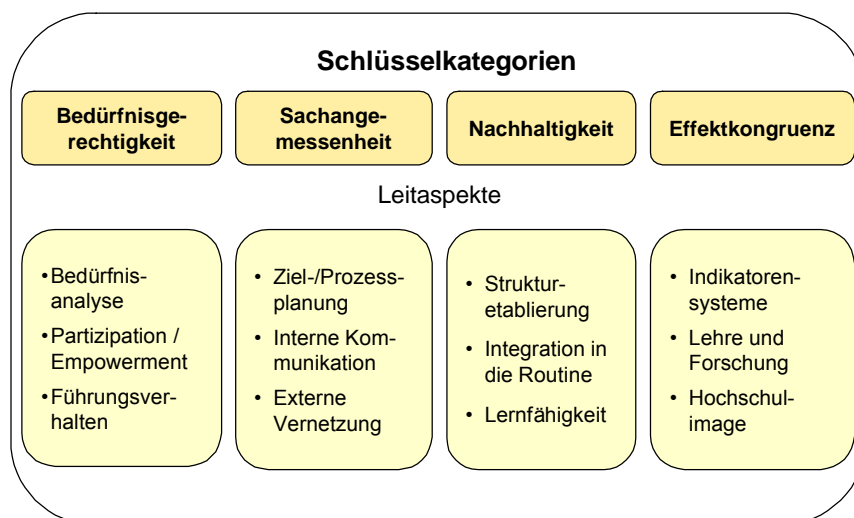 Schlüsselkategorien
Bedürfnisge-
rechtigkeit
Sachange-
messenheit
Nachhaltigkeit
Effektkongruenz
Leitaspekte
•Bedürfnis-
analyse
•Partizipation /
Empowerment
•Führungsver-
halten
• Ziel-/Prozess-
planung
• Interne Kom-
munikation
• Externe
Vernetzung
• Struktur-
etablierung
• Integration in
die Routine
• Lernfähigkeit
• Indikatoren-
systeme
• Lehre und
Forschung
• Hochschul-
image